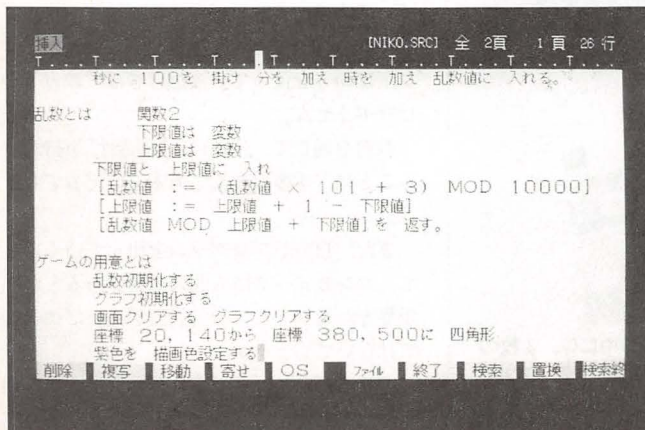 挿入 [NIKO.SRC] 全 2頁 1頁 26行
T....T....T....T....T....T....T....T....T....T....T...
秒に 100を 掛け 分を 加え 時を 加え 乱数値に 入れる。
乱数とは 関数2
下限値は 変数
上限値は 変数
下限値と 上限値に 入れ
[乱数値 := (乱数値 × 101 + 3) MOD 10000]
[上限値 := 上限値 + 1 - 下限値]
[乱数値 MOD 上限値 + 下限値]を 返す。
ゲームの用意とは
乱数初期化する
グラフ初期化する
画面クリアする グラフクリアする
座標 20,140から 座標 380,500に 四角形
紫色を 描画色設定する
削除 複写 移動 寄せ OS ファイル 終了 検索 置換 検索終